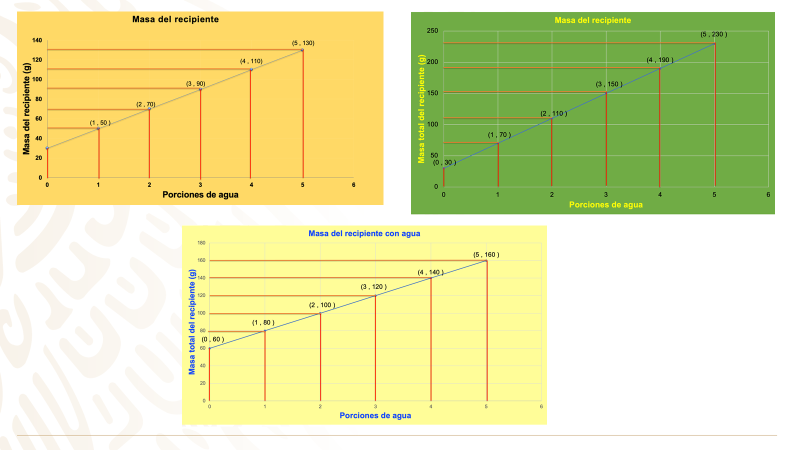 Masa del recipiente
Masa del recipiente (g)
140
120
100
80
60
40
20
0
(1 , 50 )
(2 , 70)
(3 , 90)
(4 , 110)
(5 , 130)
0 1 2 3 4 5 6
Porciones de agua
Masa del recipiente
Masa total del recipiente (g)
250
200
150
100
50
0
(0 , 30 )
(1 , 70 )
(2 , 110 )
(3 , 150 )
(4 , 190 )
(5 , 230 )
0 1 2 3 4 5 6
Porciones de agua
Masa del recipiente con agua
Masa total del recipiente (g)
180
160
140
120
100
80
60
40
20
0
(0 , 60 )
(1 , 80 )
(2 , 100 )
(3 , 120 )
(4 , 140 )
(5 , 160 )
0 1 2 3 4 5 6
Porciones de agua